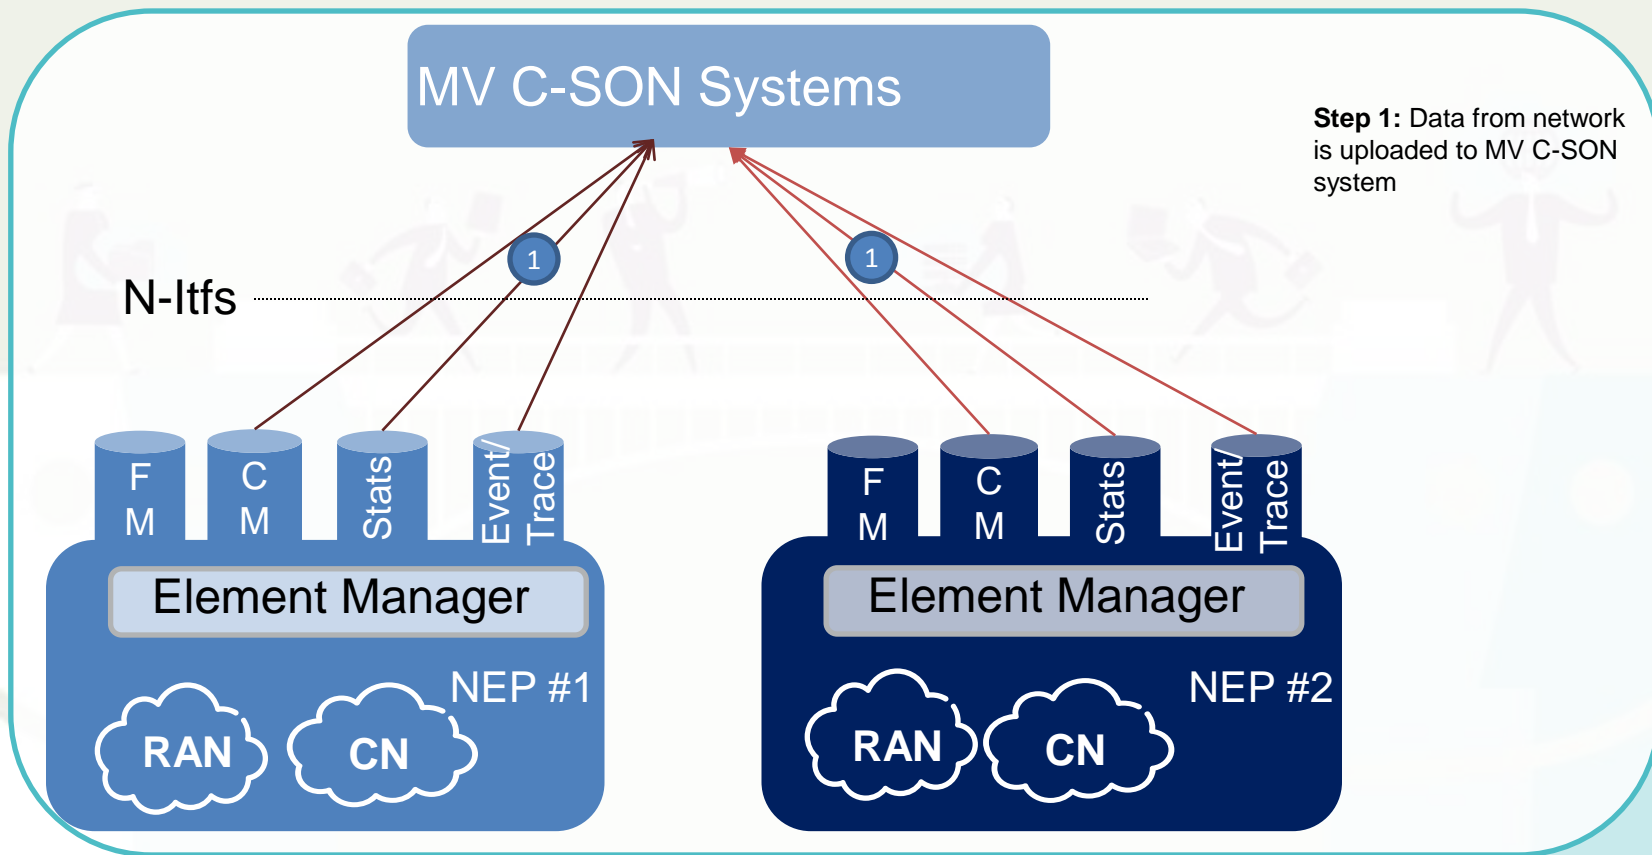 MV C-SON Systems
Step 1: Data from network
is uploaded to MV C-SON
system
1
1
N-Itfs
F
M
C
M
Stats
Event/
Trace
F
M
C
M
Stats
Event/
Trace
Element Manager
Element Manager
NEP #1
NEP #2
RAN
CN
RAN
CN